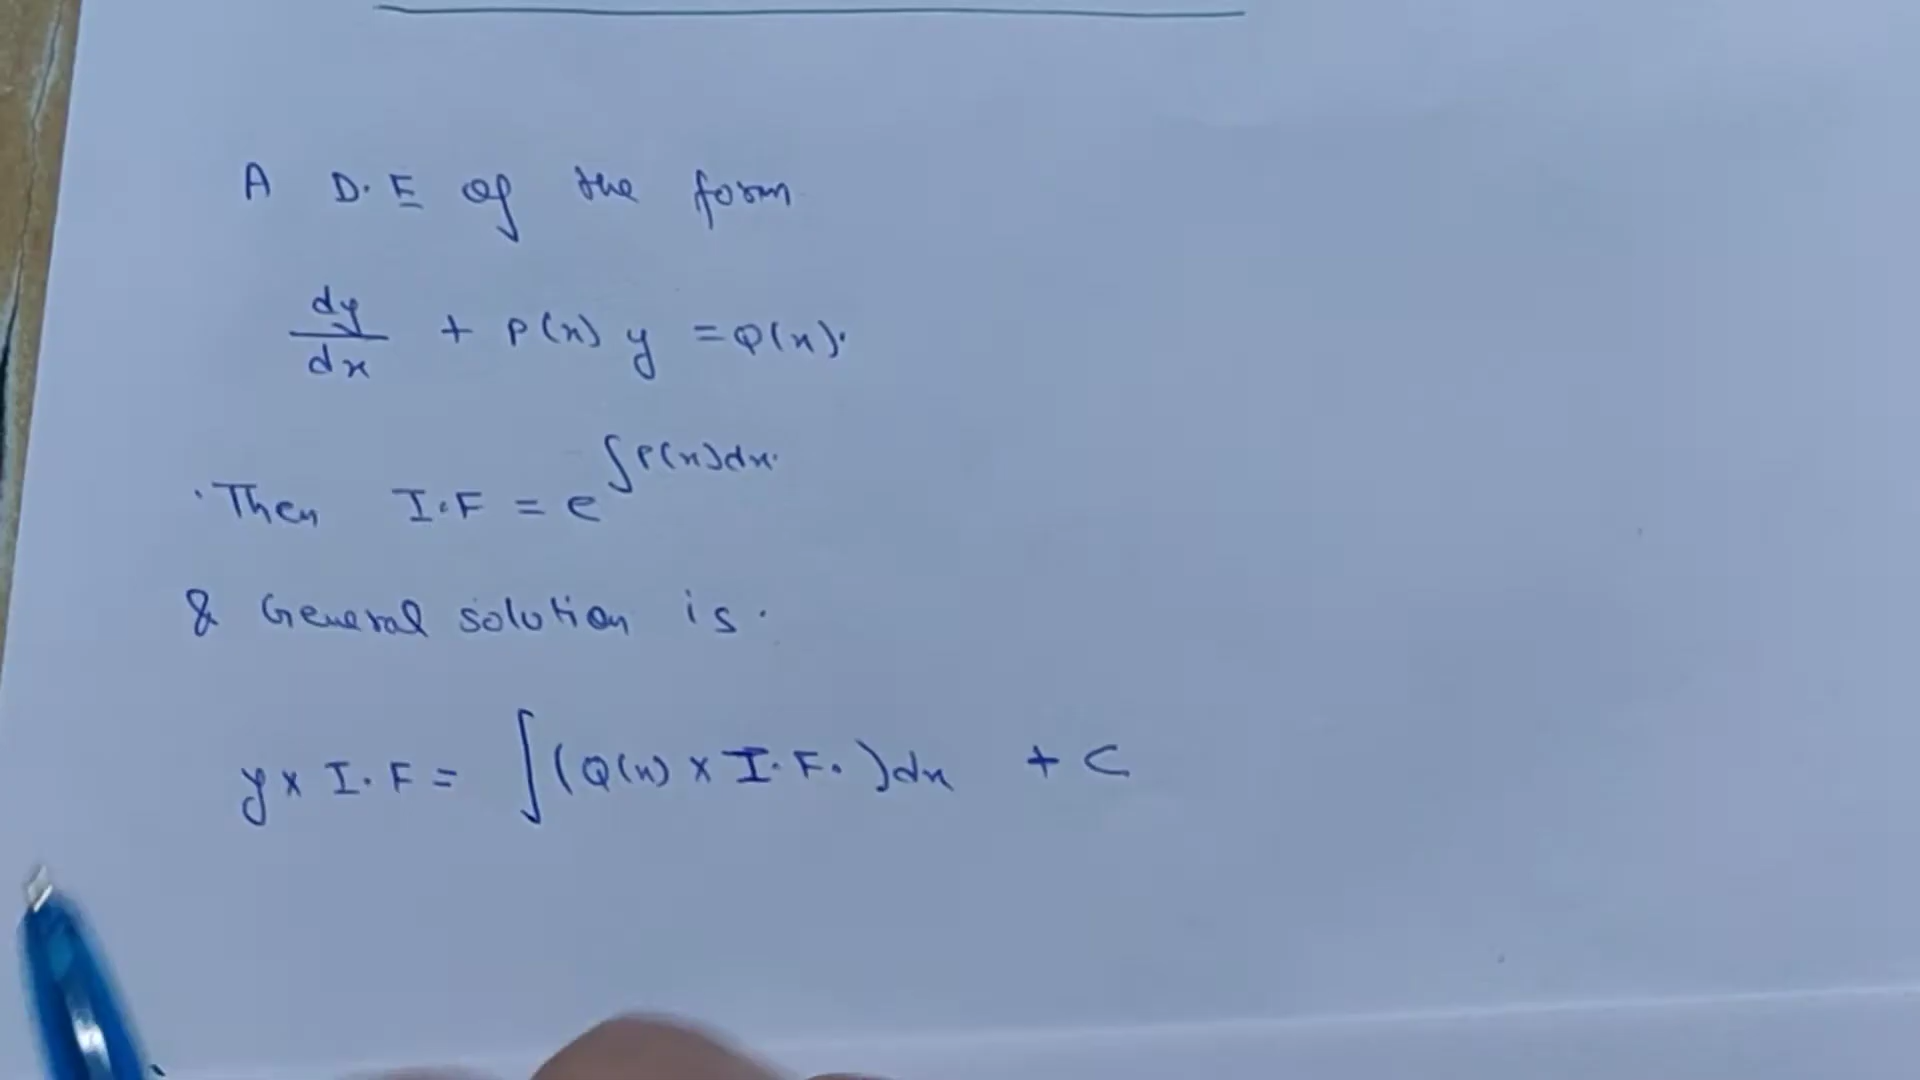 A D.E of the form
dy/dx + P(x) y = Q(x).
Then I.F = e^∫P(x)dx.
& General solution is.
y x I.F = ∫(Q(x) x I.F.)dx + C